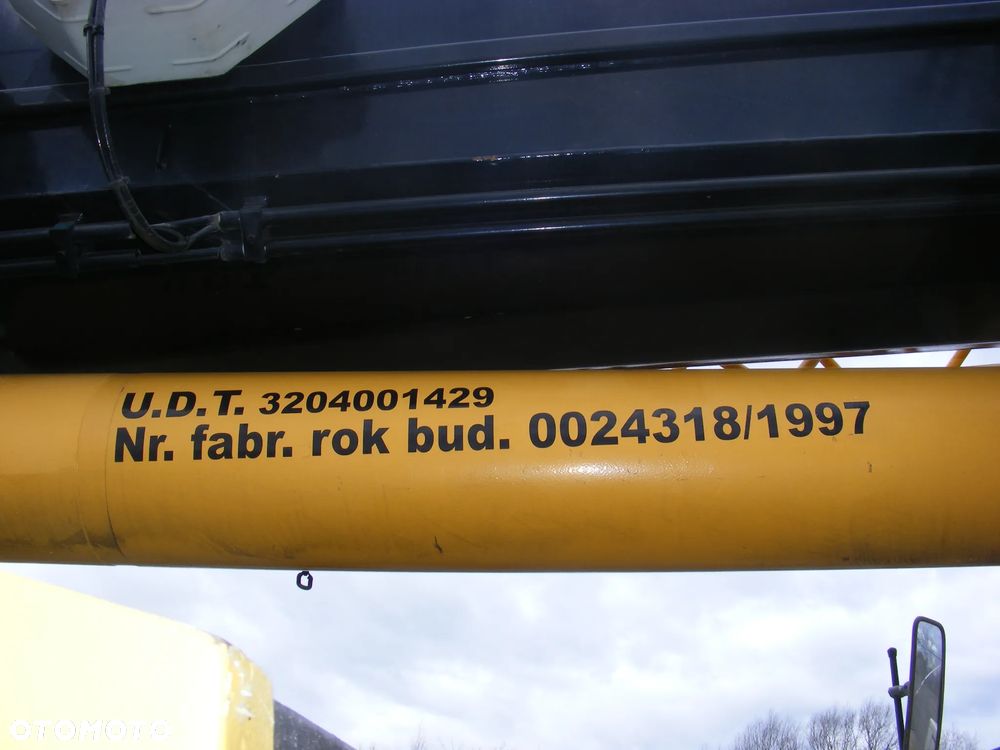 U.D.T. 3204001429
Nr. fabr. rok bud. 0024318/1997
OTOMOTO